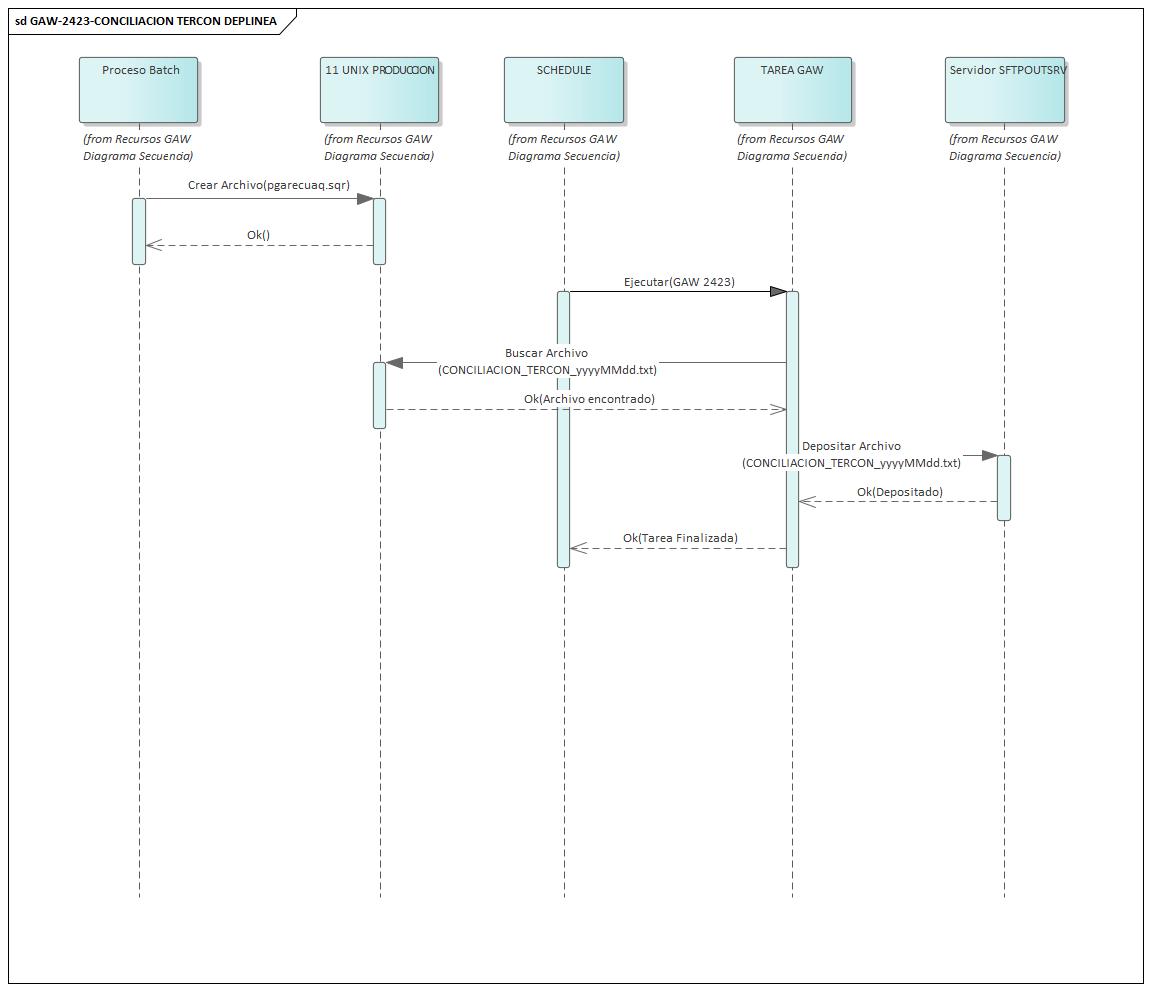 sd GAW-2423-CONCILIACION TERCON DEPLINEA
Proceso Batch
11 UNIX PRODUCCION
SCHEDULE
TAREA GAW
Servidor SFTPOUTSRV
(from Recursos GAW
Diagrama Secuencia)
(from Recursos GAW
Diagrama Secuencia)
(from Recursos GAW
Diagrama Secuencia)
(from Recursos GAW
Diagrama Secuencia)
(from Recursos GAW
Diagrama Secuencia)
Crear Archivo(pgarecuaq.sqr)
Ok()
Ejecutar(GAW 2423)
Buscar Archivo
(CONCILIACION_TERCON_yyyyMMdd.txt)
Ok(Archivo encontrado)
Depositar Archivo
(CONCILIACION_TERCON_yyyyMMdd.txt)
Ok(Depositado)
Ok(Tarea Finalizada)